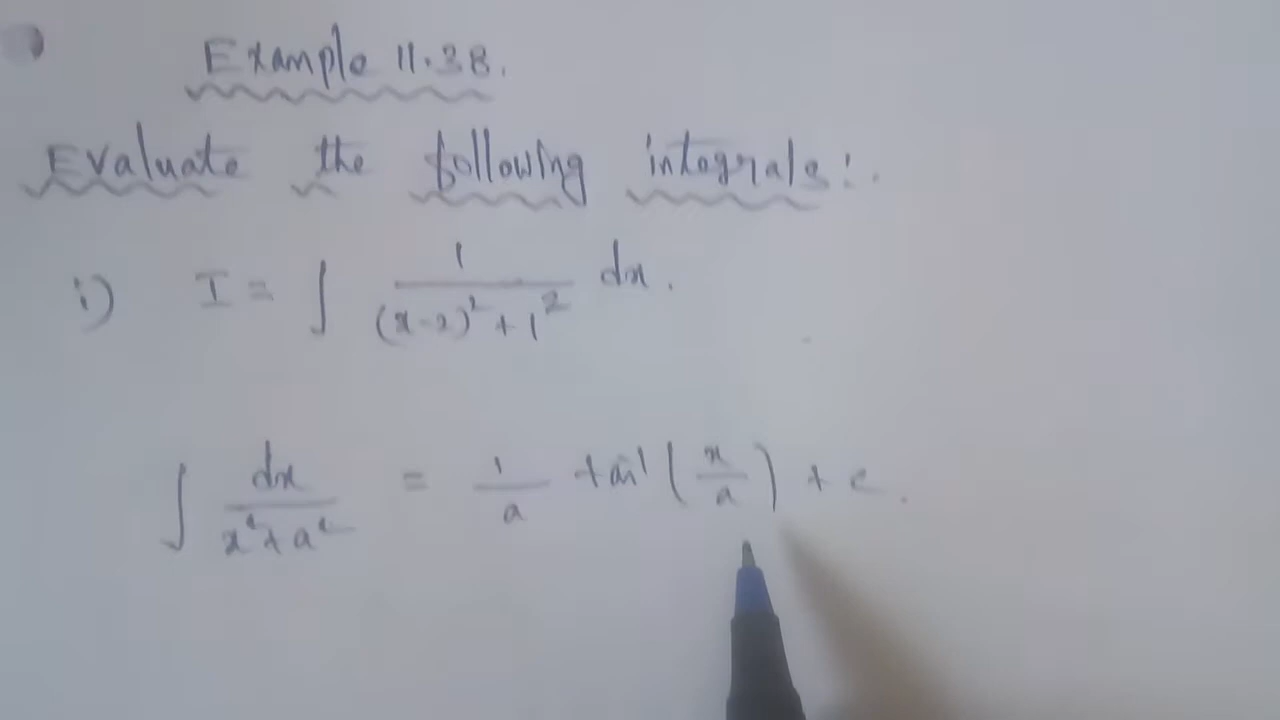 Example 11.38.
Evaluate the following integrals:.
i) I = ∫ 1/((x-2)² + 1²) dx.
∫ dx/(x²+a²) = 1/a tan⁻¹(x/a) + c.